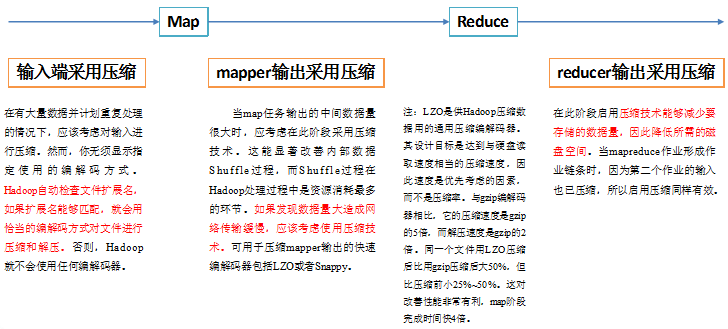 Map
Reduce
输入端采用压缩
mapper输出采用压缩
reducer输出采用压缩
在有大量数据并计划重复处理
的情况下，应该考虑对输入进
行压缩。然而，你无须显示指
定使用的编解码方式。
Hadoop自动检查文件扩展名，
如果扩展名能够匹配，就会用
恰当的编解码方式对文件进行
压缩和解压。否则，Hadoop
就不会使用任何编解码器。
当map任务输出的中间数据量
很大时，应考虑在此阶段采用压缩
技术。这能显著改善内部数据
Shuffle过程，而Shuffle过程在
Hadoop处理过程中是资源消耗最多
的环节。如果发现数据量大造成网
络传输缓慢，应该考虑使用压缩技
术。可用于压缩mapper输出的快速
编解码器包括LZO或者Snappy。
注：LZO是供Hadoop压缩数
据用的通用压缩编解码器。
其设计目标是达到与硬盘读
取速度相当的压缩速度，因
此速度是优先考虑的因素，
而不是压缩率。与gzip编解码
器相比，它的压缩速度是gzip
的5倍，而解压速度是gzip的2
倍。同一个文件用LZO压缩
后比用gzip压缩后大50%，但
比压缩前小25%~50%。这对
改善性能非常有利，map阶段
完成时间快4倍。
在此阶段启用压缩技术能够减少要
存储的数据量，因此降低所需的磁
盘空间。当mapreduce作业形成作
业链条时，因为第二个作业的输入
也已压缩，所以启用压缩同样有效。